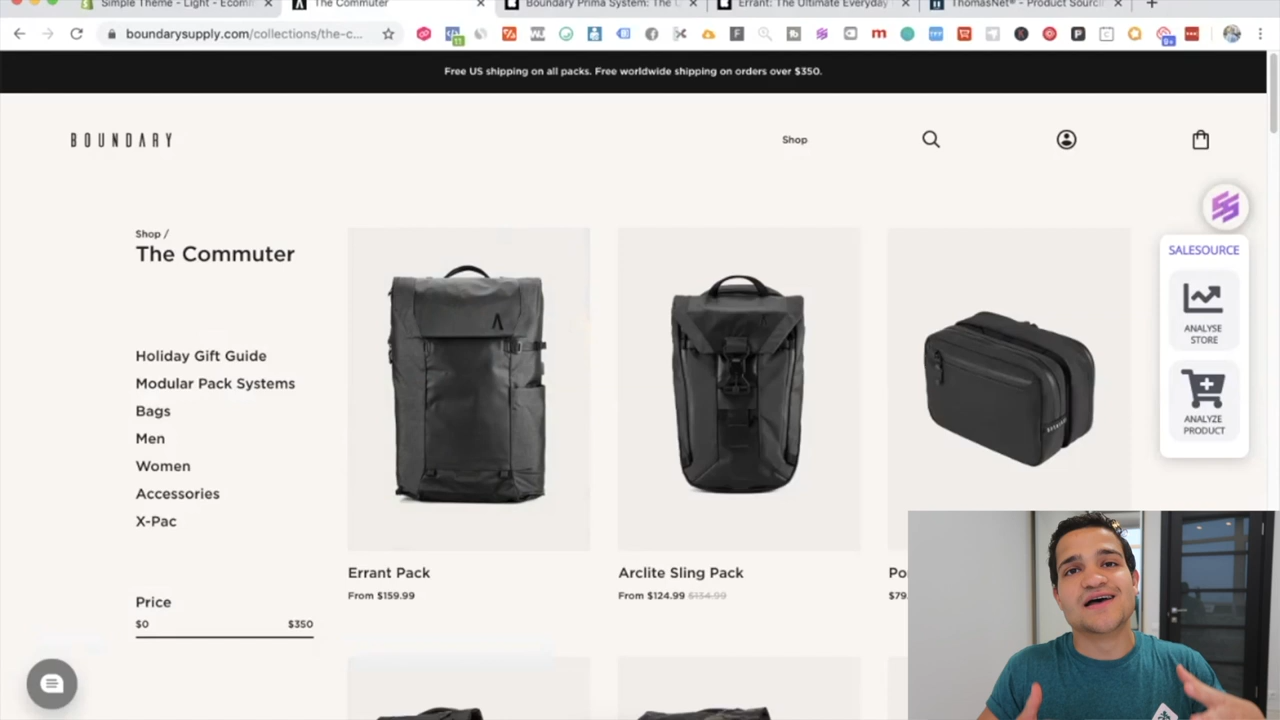 Simple Theme - Light - Ecomm
The Commuter
Boundary Prima System: The U
Errant: The Ultimate Everyday
ThomasNet® - Product Sourcin
boundarysupply.com/collections/the-c...
Free US shipping on all packs. Free worldwide shipping on orders over $350.
BOUNDARY
Shop
SALESOURCE
ANALYSE
STORE
ANALYZE
PRODUCT
Shop /
The Commuter
Holiday Gift Guide
Modular Pack Systems
Bags
Men
Women
Accessories
X-Pac
Price
$0 $350
Errant Pack
From $159.99
Arclite Sling Pack
From $124.99 $134.99
Po
$79.